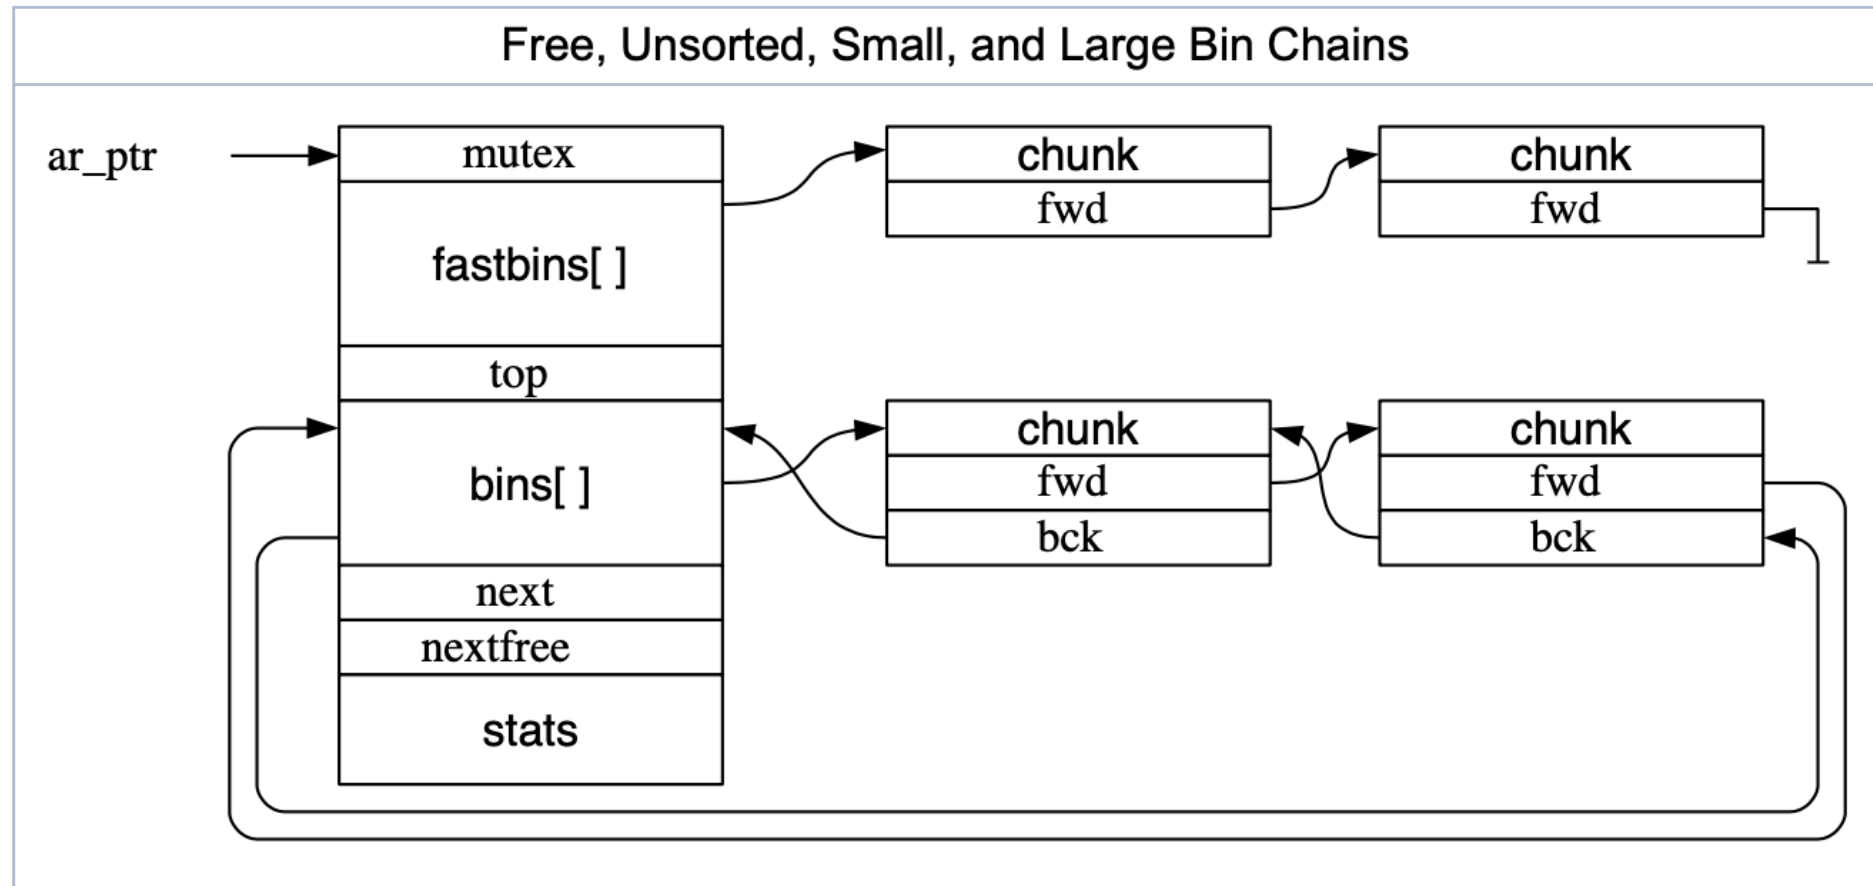 Free, Unsorted, Small, and Large Bin Chains
ar_ptr
mutex
fastbins[ ]
top
bins[ ]
next
nextfree
stats
chunk
fwd
chunk
fwd
chunk
fwd
bck
chunk
fwd
bck